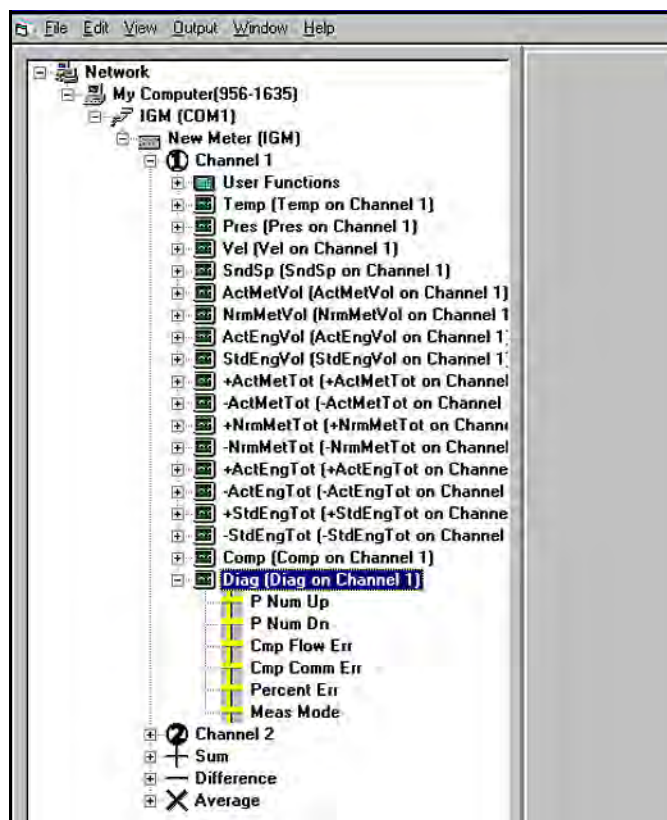 File Edit View Output Window Help
Network
My Computer(956-1635)
IGM (COM1)
New Meter (IGM)
1 Channel 1
User Functions
Temp (Temp on Channel 1)
Pres (Pres on Channel 1)
Vel (Vel on Channel 1)
SndSp (SndSp on Channel 1)
ActMetVol (ActMetVol on Channel 1)
NrmMetVol (NrmMetVol on Channel 1
ActEngVol (ActEngVol on Channel 1)
StdEngVol (StdEngVol on Channel 1)
+ActMetTot (+ActMetTot on Channel
-ActMetTot (-ActMetTot on Channel
+NrmMetTot (+NrmMetTot on Channe
-NrmMetTot (-NrmMetTot on Channel
+ActEngTot (+ActEngTot on Channe
-ActEngTot (-ActEngTot on Channel
+StdEngTot (+StdEngTot on Channe
-StdEngTot (-StdEngTot on Channel
Comp (Comp on Channel 1)
Diag (Diag on Channel 1)
P Num Up
P Num Dn
Cmp Flow Err
Cmp Comm Err
Percent Err
Meas Mode
2 Channel 2
Sum
Difference
Average